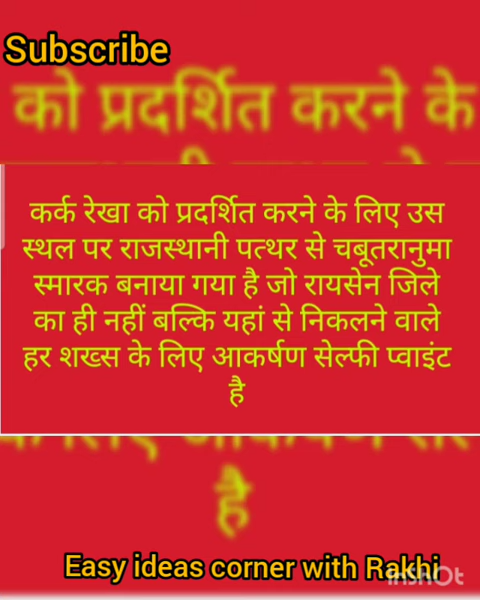 Subscribe
को प्रदर्शित करने के
कर्क रेखा को प्रदर्शित करने के लिए उस
स्थल पर राजस्थानी पत्थर से चबूतरानुमा
स्मारक बनाया गया है जो रायसेन जिले
का ही नहीं बल्कि यहां से निकलने वाले
हर शख्स के लिए आकर्षण सेल्फी प्वाइंट
है
है
Easy ideas corner with Rakhi
InShOt